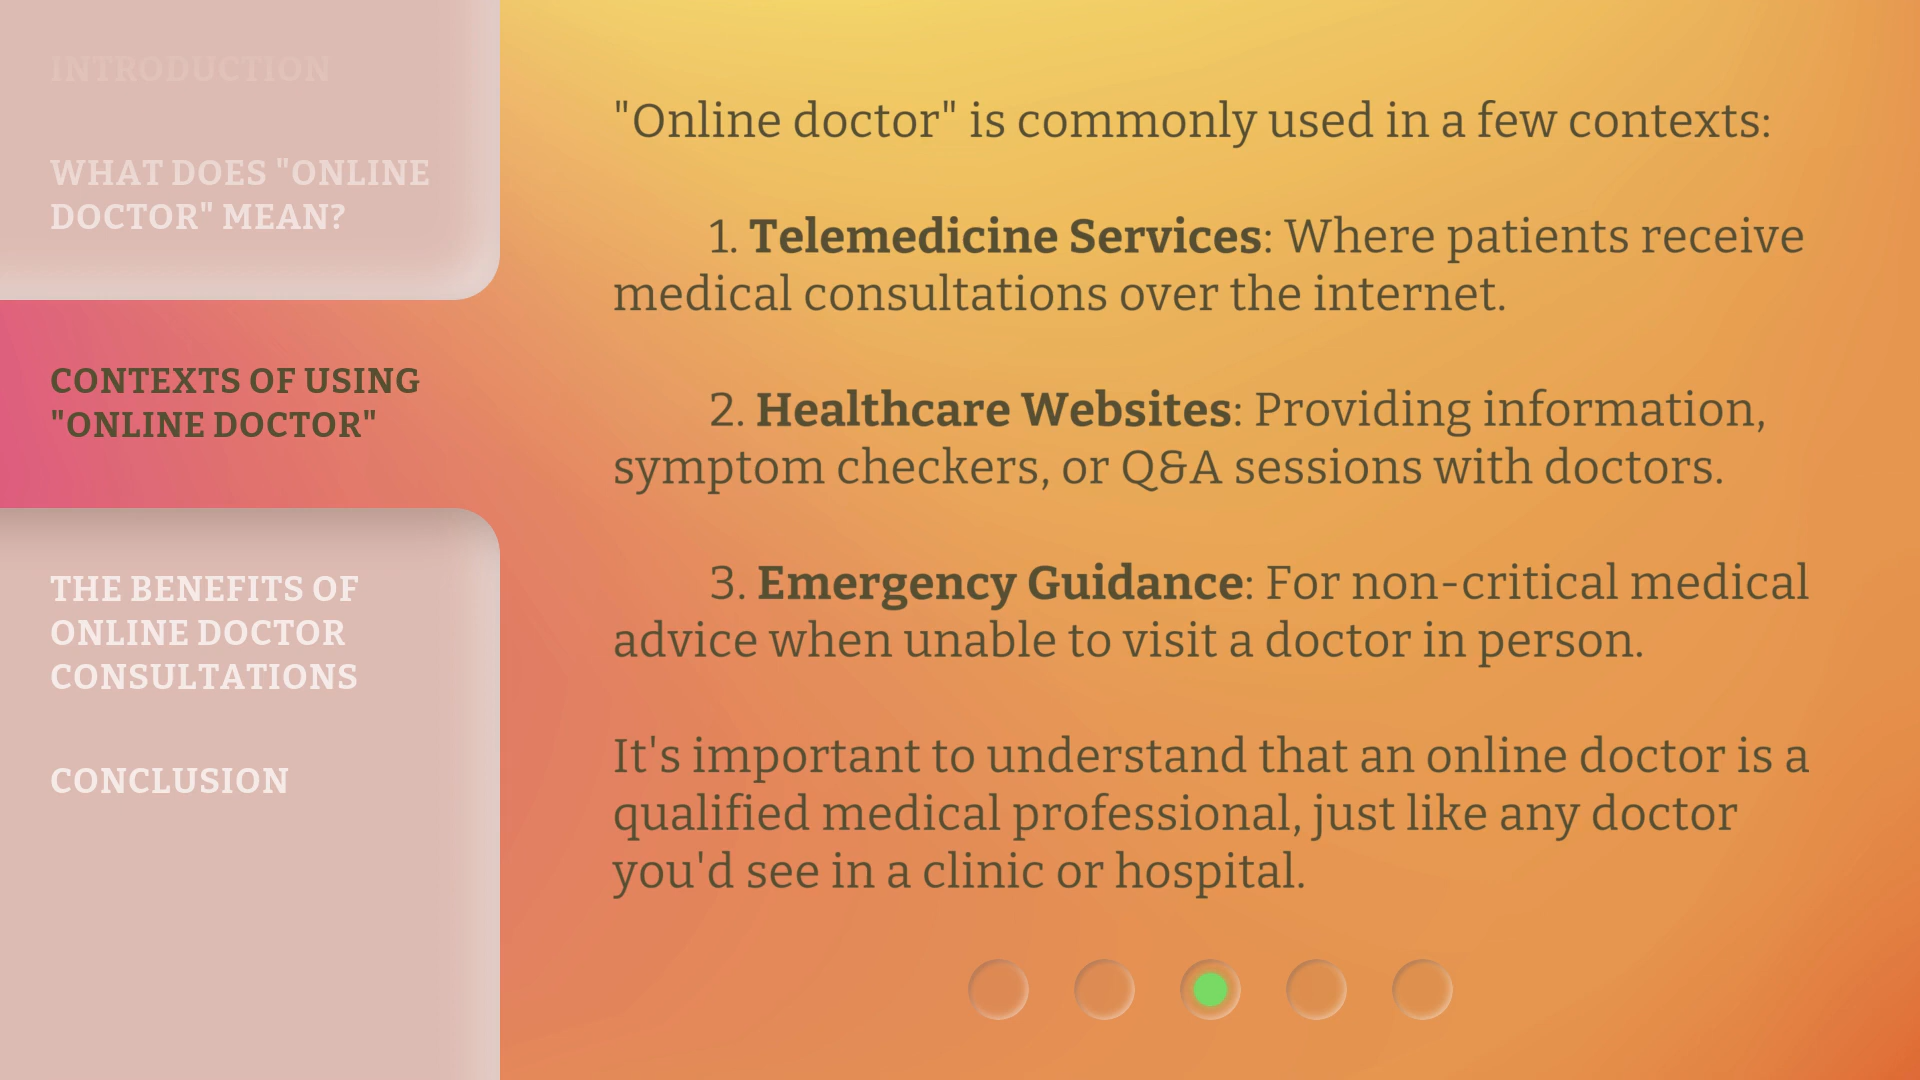 INTRODUCTION
WHAT DOES "ONLINE
DOCTOR" MEAN?
CONTEXTS OF USING
"ONLINE DOCTOR"
THE BENEFITS OF
ONLINE DOCTOR
CONSULTATIONS
CONCLUSION
"Online doctor" is commonly used in a few contexts:
1. Telemedicine Services: Where patients receive
medical consultations over the internet.
2. Healthcare Websites: Providing information,
symptom checkers, or Q&A sessions with doctors.
3. Emergency Guidance: For non-critical medical
advice when unable to visit a doctor in person.
It's important to understand that an online doctor is a
qualified medical professional, just like any doctor
you'd see in a clinic or hospital.